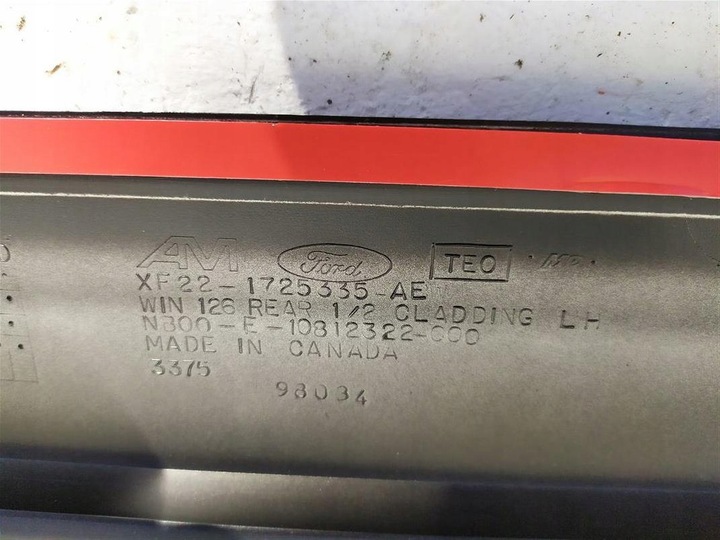 AM Ford TEO
XF22-1725335-AE
WIN 126 REAR 1/2 CLADDING LH
N300-E-10812322-000
MADE IN CANADA
3375
98034